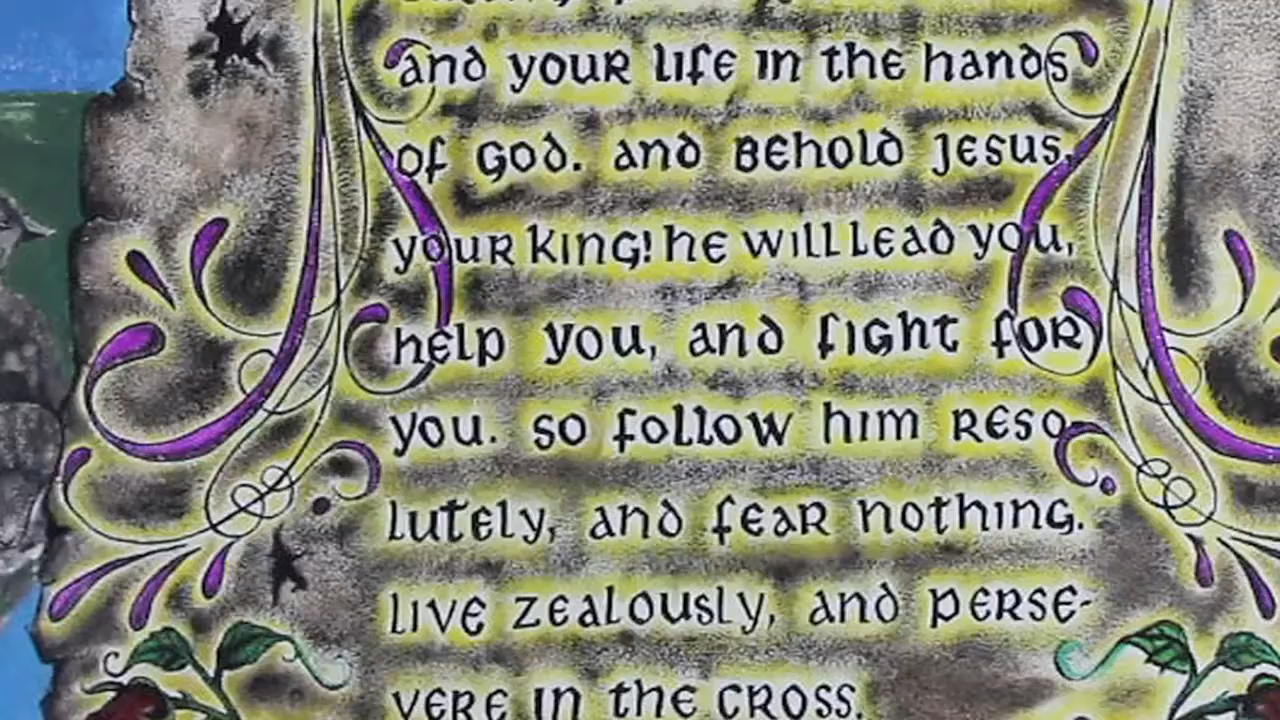 and your life in the hands
of God. and Behold Jesus,
your King! he will lead you,
help you, and fight for
you. so follow him reso-
lutely, and fear nothing.
live zealously, and perse-
vere in the cross.